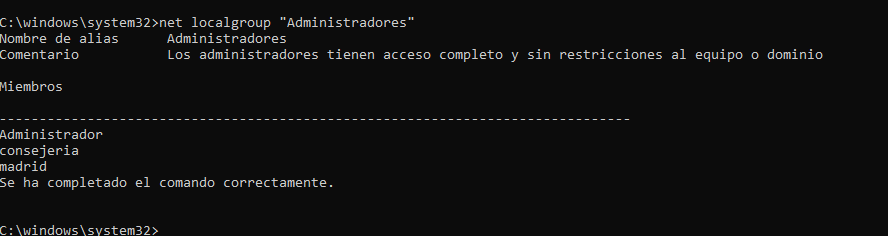 C:\windows\system32>net localgroup "Administradores"
Nombre de alias      Administradores
Comentario           Los administradores tienen acceso completo y sin restricciones al equipo o dominio
Miembros
-------------------------------------------------------------------------------
Administrador
consejeria
madrid
Se ha completado el comando correctamente.
C:\windows\system32>